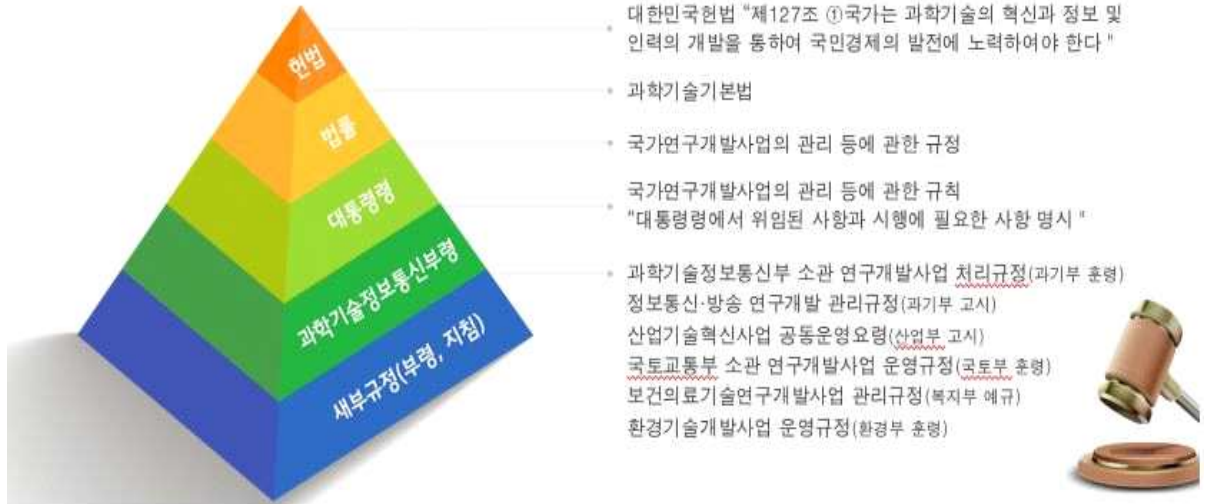 헌법
대한민국헌법 “제127조 ①국가는 과학기술의 혁신과 정보 및
인력의 개발을 통하여 국민경제의 발전에 노력하여야 한다 "
법률
과학기술기본법
대통령령
국가연구개발사업의 관리 등에 관한 규정
과학기술정보통신부령
국가연구개발사업의 관리 등에 관한 규칙
"대통령령에서 위임된 사항과 시행에 필요한 사항 명시 “
새부규정(부령, 지침)
과학기술정보통신부 소관 연구개발사업 처리규정(과기부 훈령)
정보통신·방송 연구개발 관리규정(과기부 고시)
산업기술혁신사업 공동운영요령(산업부 고시)
국토교통부 소관 연구개발사업 운영규정(국토부 훈령)
보건의료기술연구개발사업 관리규정(복지부 예규)
환경기술개발사업 운영규정(환경부 훈령)